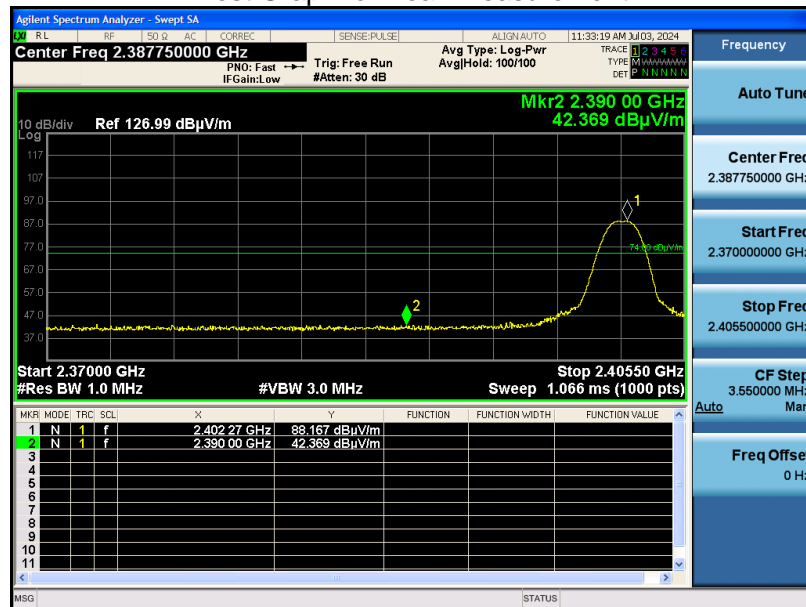 Agilent Spectrum Analyzer - Swept SA
LXI RL RF 50 Ω AC CORREC SENSE:PULSE ALIGN AUTO 11:33:19 AM Jul 03, 2024
Center Freq 2.387750000 GHz
PNO: Fast
IFGain:Low
Trig: Free Run
#Atten: 30 dB
Avg Type: Log-Pwr
Avg|Hold: 100/100
TRACE 1 2 3 4 5 6
TYPE M
DET P N N N N N
Mkr2 2.390 00 GHz
42.369 dBµV/m
10 dB/div Ref 126.99 dBµV/m
Log
117
107
97.0
87.0
77.0
67.0
57.0
47.0
37.0
1
2
Start 2.37000 GHz Stop 2.40550 GHz
#Res BW 1.0 MHz #VBW 3.0 MHz Sweep 1.066 ms (1000 pts)
MKR MODE TRC SCL X Y FUNCTION FUNCTION WIDTH FUNCTION VALUE
1 N 1 f 2.402 27 GHz 88.167 dBµV/m
2 N 1 f 2.390 00 GHz 42.369 dBµV/m
3
4
5
6
7
8
9
10
11
MSG STATUS
Frequency
Auto Tune
Center Freq
2.387750000 GHz
Start Freq
2.370000000 GHz
Stop Freq
2.405500000 GHz
CF Step
3.550000 MHz
Auto Man
Freq Offset
0 Hz